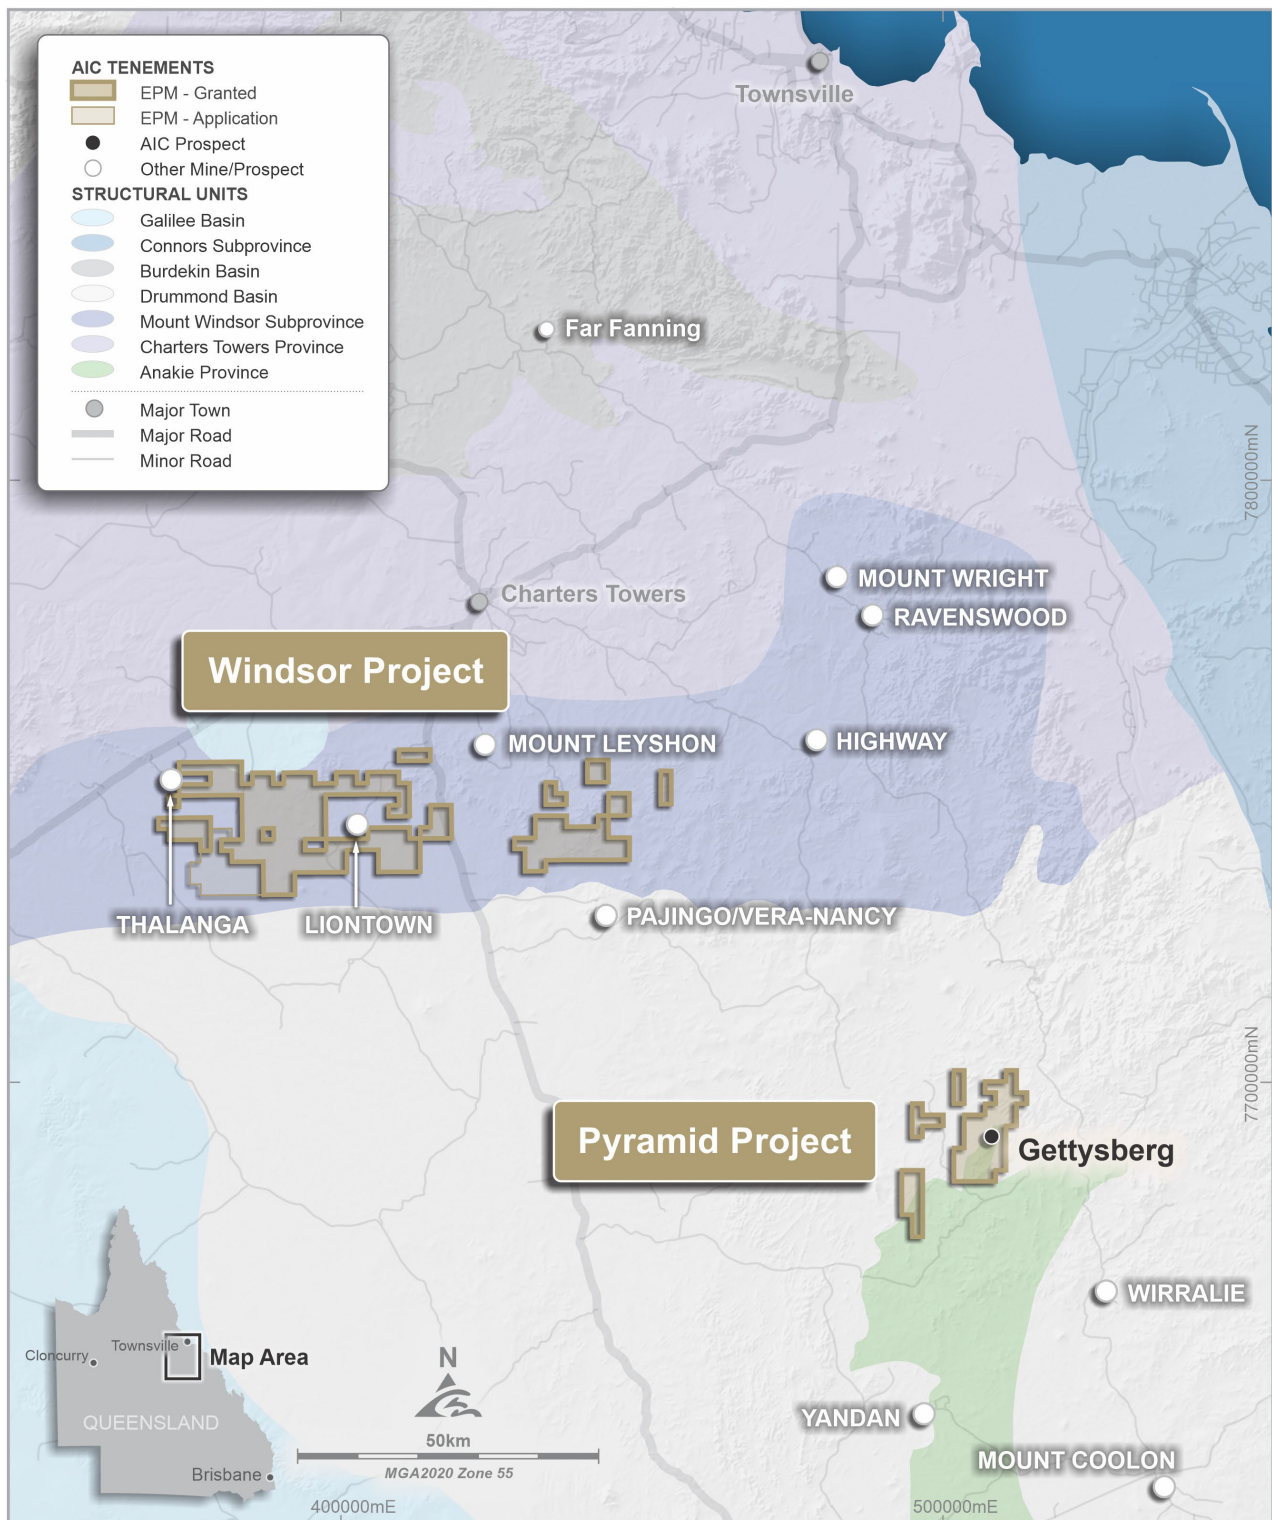 AIC TENEMENTS
EPM - Granted
EPM - Application
AIC Prospect
Other Mine/Prospect
STRUCTURAL UNITS
Galilee Basin
Connors Subprovince
Burdekin Basin
Drummond Basin
Mount Windsor Subprovince
Charters Towers Province
Anakie Province
Major Town
Major Road
Minor Road
Townsville
Far Fanning
7800000mN
MOUNT WRIGHT
Charters Towers
RAVENSWOOD
Windsor Project
MOUNT LEYSHON
HIGHWAY
THALANGA
LIONTOWN
PAJINGO/VERA-NANCY
7700000mN
Pyramid Project
Gettysberg
WIRRALIE
Townsville
Cloncurry
Map Area
N
QUEENSLAND
YANDAN
50km
MOUNT COOLON
Brisbane
MGA2020 Zone 55
400000mE
500000mE